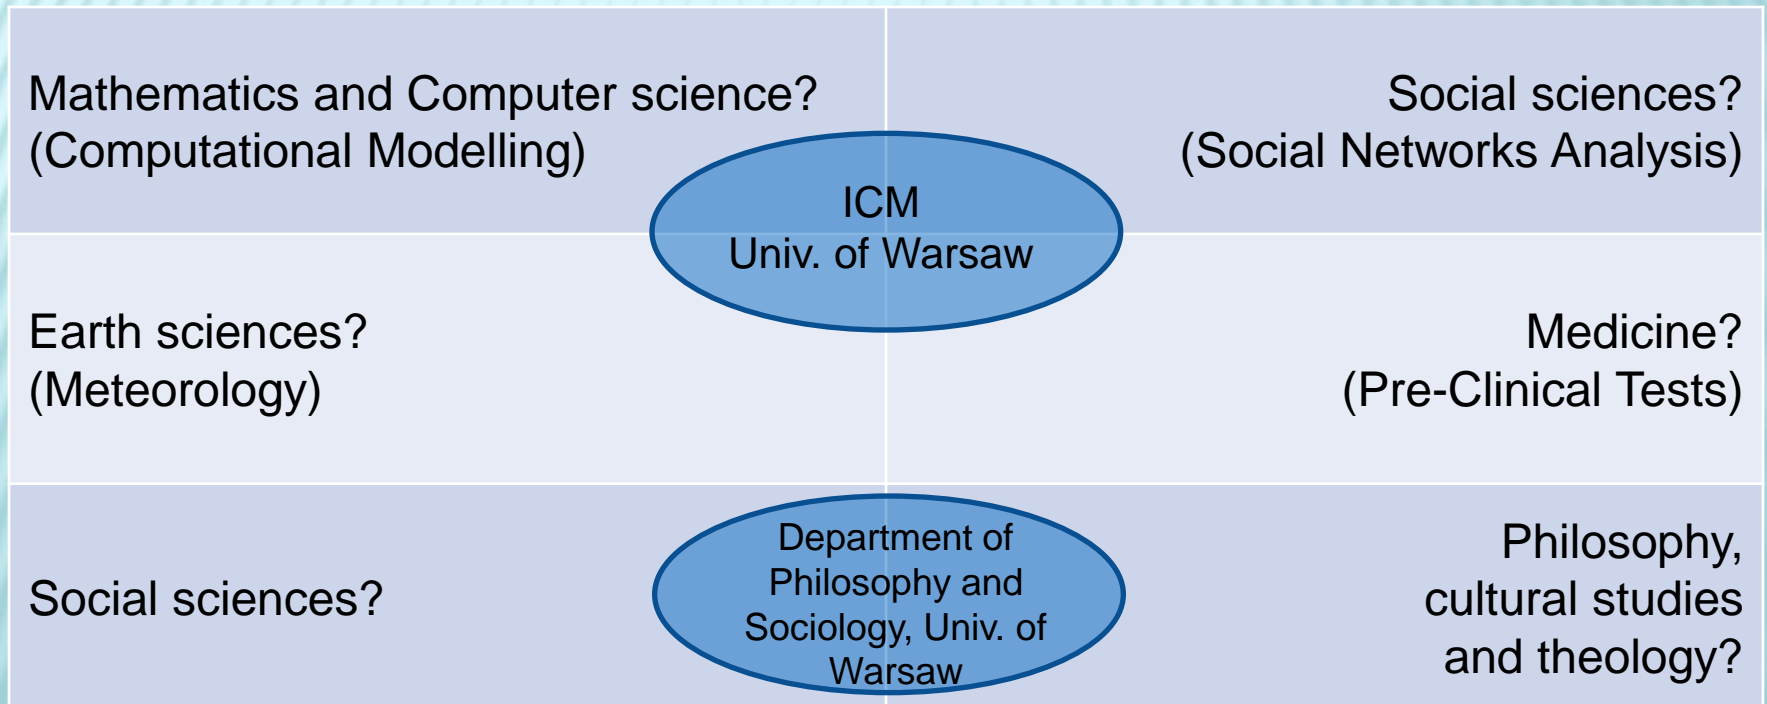 Mathematics and Computer science?
(Computational Modelling)
Social sciences?
(Social Networks Analysis)
ICM
Univ. of Warsaw
Earth sciences?
(Meteorology)
Medicine?
(Pre-Clinical Tests)
Social sciences?
Department of
Philosophy and
Sociology, Univ. of
Warsaw
Philosophy,
cultural studies
and theology?